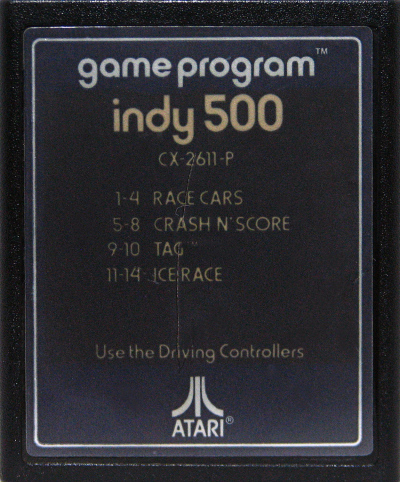 game program™
indy 500
CX-2611-P
1-4 RACE CARS
5-8 CRASH N' SCORE
9-10 TAG
11-14 ICE RACE
Use the Driving Controllers
ATARI®